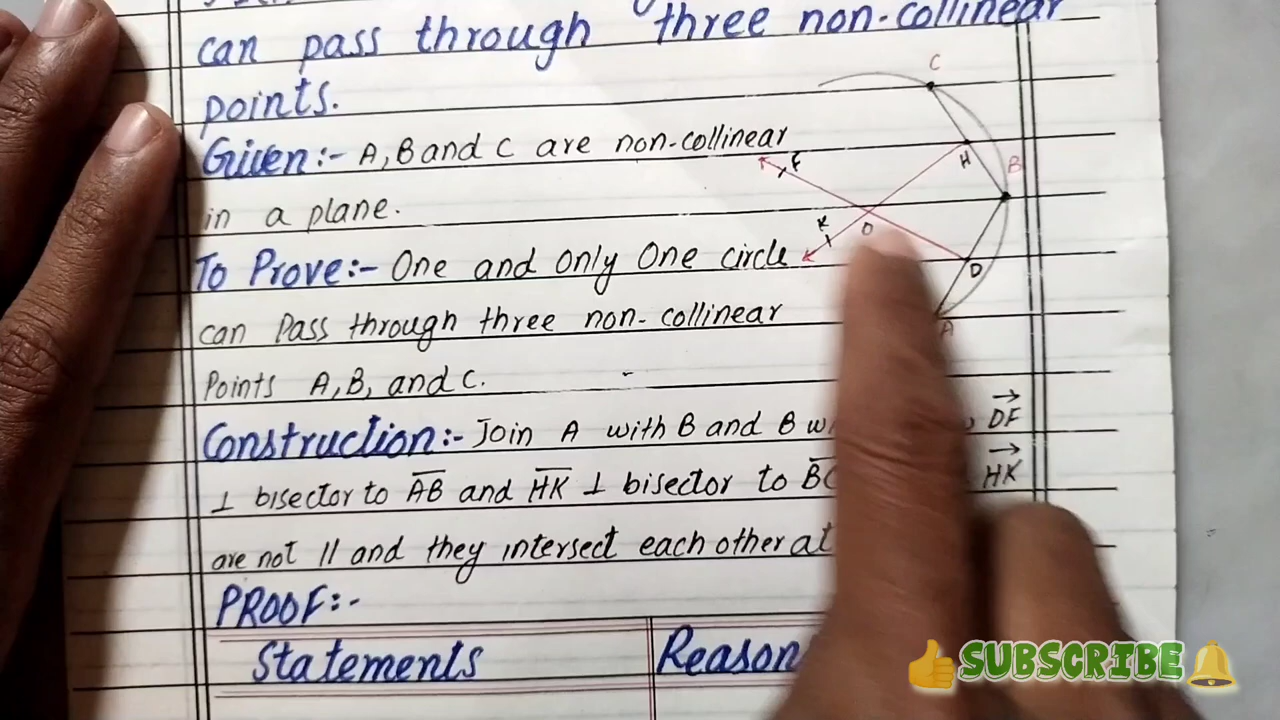 can pass through three non-collinear
points.
Given:- A, B and C are non-collinear
in a plane.
To Prove:- One and only One circle
can Pass through three non-collinear
Points A, B, and C.
Construction:- Join A with B and B DF
⊥ bisector to AB and HK ⊥ bisector to HK
are not || and they intersect each other at
PROOF:-
Statements Reason
C
H
B
F
K
O
D
A
SUBSCRIBE